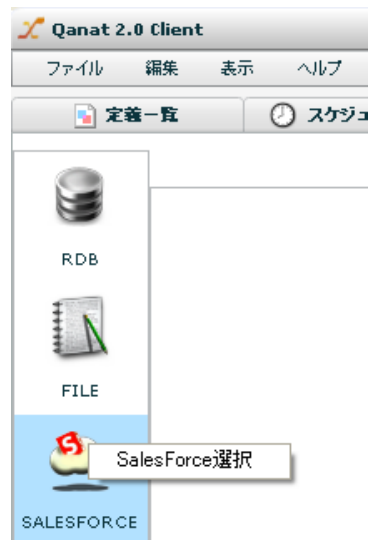 Qanat 2.0 Client
ファイル 編集 表示 ヘルプ
定義一覧 スケジュ
RDB
FILE
S
SalesForce選択
SALESFORCE